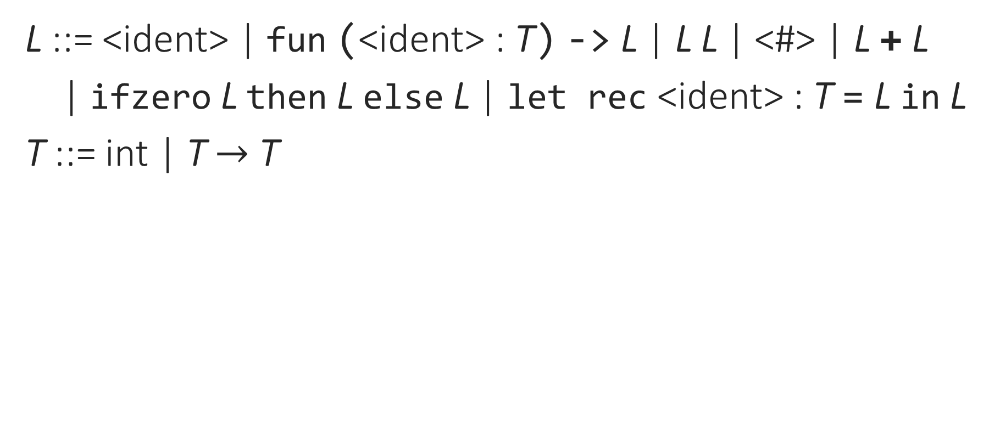 L ::= <ident> | fun (<ident> : T) -> L | L L | <#> | L + L
| ifzero L then L else L | let rec <ident> : T = L in L
T ::= int | T → T